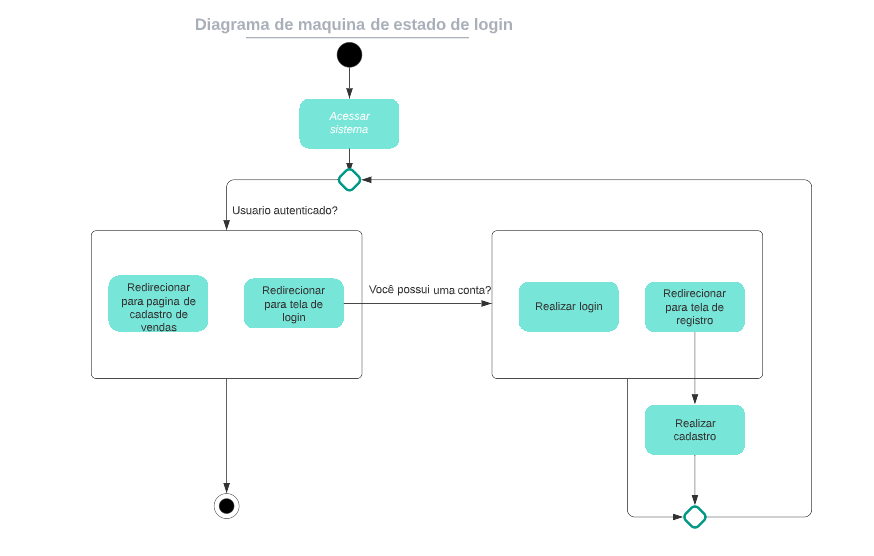 Diagrama de maquina de estado de login
Acessar
sistema
Usuario autenticado?
Redirecionar
para pagina de
cadastro de
vendas
Redirecionar
para tela de
login
Você possui uma conta?
Realizar login
Redirecionar
para tela de
registro
Realizar
cadastro